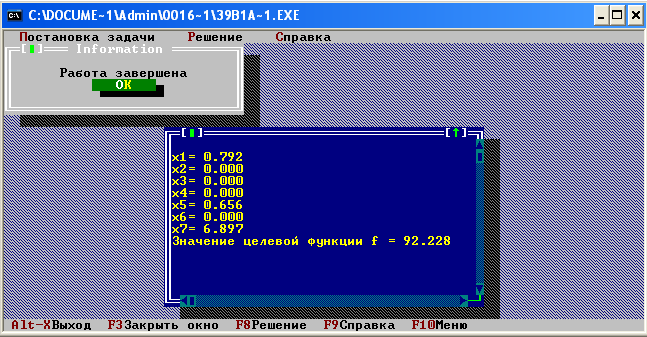 C:\DOCUME~1\Admin\0016~1\39B1A~1.EXE
Постановка задачи Решение Справка
Information
Работа завершена
OK
x1= 0.792
x2= 0.000
x3= 0.000
x4= 0.000
x5= 0.656
x6= 0.000
x7= 6.897
Значение целевой функции f = 92.228
Alt-X Выход F3 Закрыть окно F8 Решение F9 Справка F10 Меню